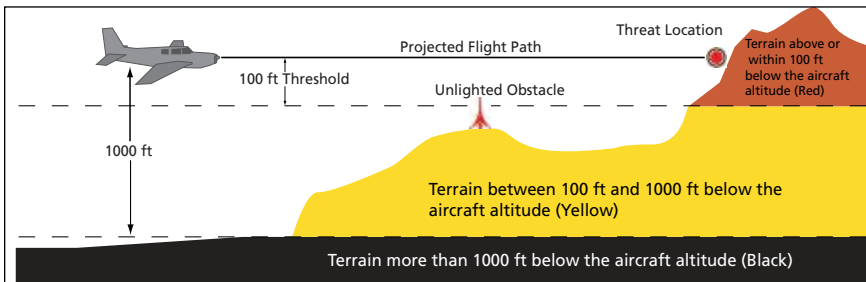 Threat Location
Projected Flight Path
Terrain above or
within 100 ft
below the aircraft
altitude (Red)
100 ft Threshold
Unlighted Obstacle
1000 ft
Terrain between 100 ft and 1000 ft below the
aircraft altitude (Yellow)
Terrain more than 1000 ft below the aircraft altitude (Black)